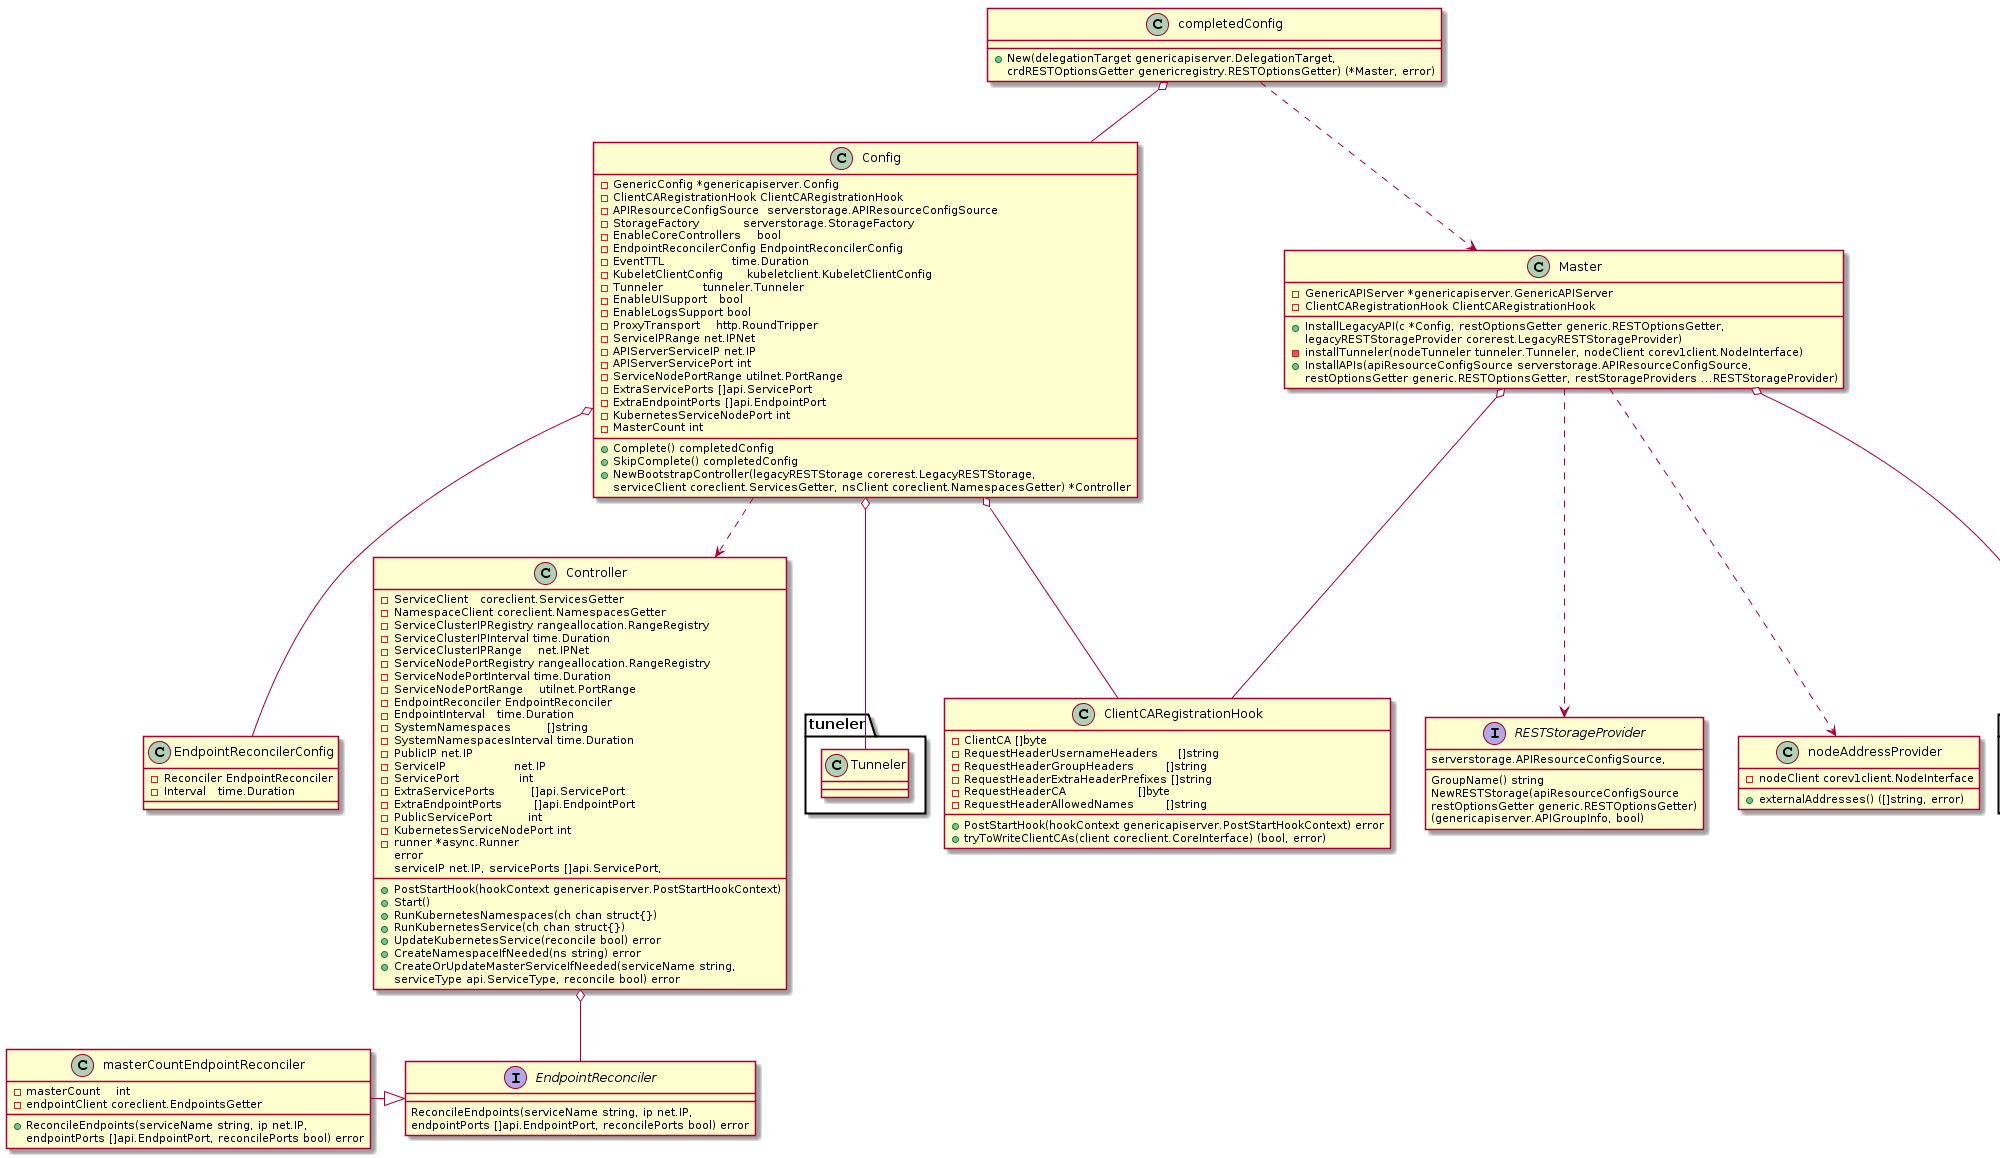 C completedConfig
New(delegationTarget genericapiserver.DelegationTarget,
crdRESTOptionsGetter genericregistry.RESTOptionsGetter) (*Master, error)
C Config
GenericConfig *genericapiserver.Config
ClientCARegistrationHook ClientCARegistrationHook
APIResourceConfigSource serverstorage.APIResourceConfigSource
StorageFactory serverstorage.StorageFactory
EnableCoreControllers bool
EndpointReconcilerConfig EndpointReconcilerConfig
EventTTL time.Duration
KubeletClientConfig kubeletclient.KubeletClientConfig
Tunneler tunneler.Tunneler
EnableUISupport bool
EnableLogsSupport bool
ProxyTransport http.RoundTripper
ServiceIPRange net.IPNet
APIServerServiceIP net.IP
APIServerServicePort int
ServiceNodePortRange utilnet.PortRange
ExtraServicePorts []api.ServicePort
ExtraEndpointPorts []api.EndpointPort
KubernetesServiceNodePort int
MasterCount int
Complete() completedConfig
SkipComplete() completedConfig
NewBootstrapController(legacyRESTStorage corerest.LegacyRESTStorage,
serviceClient coreclient.ServicesGetter, nsClient coreclient.NamespacesGetter) *Controller
C Master
GenericAPIServer *genericapiserver.GenericAPIServer
ClientCARegistrationHook ClientCARegistrationHook
InstallLegacyAPI(c *Config, restOptionsGetter generic.RESTOptionsGetter,
legacyRESTStorageProvider corerest.LegacyRESTStorageProvider)
installTunneler(nodeTunneler tunneler.Tunneler, nodeClient corev1client.NodeInterface)
InstallAPIs(apiResourceConfigSource serverstorage.APIResourceConfigSource,
restOptionsGetter generic.RESTOptionsGetter, restStorageProviders ...RESTStorageProvider)
C Controller
ServiceClient coreclient.ServicesGetter
NamespaceClient coreclient.NamespacesGetter
ServiceClusterIPRegistry rangeallocation.RangeRegistry
ServiceClusterIPInterval time.Duration
ServiceClusterIPRange net.IPNet
ServiceNodePortRegistry rangeallocation.RangeRegistry
ServiceNodePortInterval time.Duration
ServiceNodePortRange utilnet.PortRange
EndpointReconciler EndpointReconciler
EndpointInterval time.Duration
SystemNamespaces []string
SystemNamespacesInterval time.Duration
PublicIP net.IP
ServiceIP net.IP
ServicePort int
ExtraServicePorts []api.ServicePort
ExtraEndpointPorts []api.EndpointPort
PublicServicePort int
KubernetesServiceNodePort int
runner *async.Runner
error
serviceIP net.IP, servicePorts []api.ServicePort,
PostStartHook(hookContext genericapiserver.PostStartHookContext)
Start()
RunKubernetesNamespaces(ch chan struct{})
RunKubernetesService(ch chan struct{})
UpdateKubernetesService(reconcile bool) error
CreateNamespaceIfNeeded(ns string) error
CreateOrUpdateMasterServiceIfNeeded(serviceName string,
serviceType api.ServiceType, reconcile bool) error
C EndpointReconcilerConfig
Reconciler EndpointReconciler
Interval time.Duration
tuneler
C Tunneler
C ClientCARegistrationHook
ClientCA []byte
RequestHeaderUsernameHeaders []string
RequestHeaderGroupHeaders []string
RequestHeaderExtraHeaderPrefixes []string
RequestHeaderCA []byte
RequestHeaderAllowedNames []string
PostStartHook(hookContext genericapiserver.PostStartHookContext) error
tryToWriteClientCAs(client coreclient.CoreInterface) (bool, error)
I RESTStorageProvider
serverstorage.APIResourceConfigSource,
GroupName() string
NewRESTStorage(apiResourceConfigSource
restOptionsGetter generic.RESTOptionsGetter)
(genericapiserver.APIGroupInfo, bool)
C nodeAddressProvider
nodeClient corev1client.NodeInterface
externalAddresses() ([]string, error)
C masterCountEndpointReconciler
masterCount int
endpointClient coreclient.EndpointsGetter
ReconcileEndpoints(serviceName string, ip net.IP,
endpointPorts []api.EndpointPort, reconcilePorts bool) error
I EndpointReconciler
ReconcileEndpoints(serviceName string, ip net.IP,
endpointPorts []api.EndpointPort, reconcilePorts bool) error